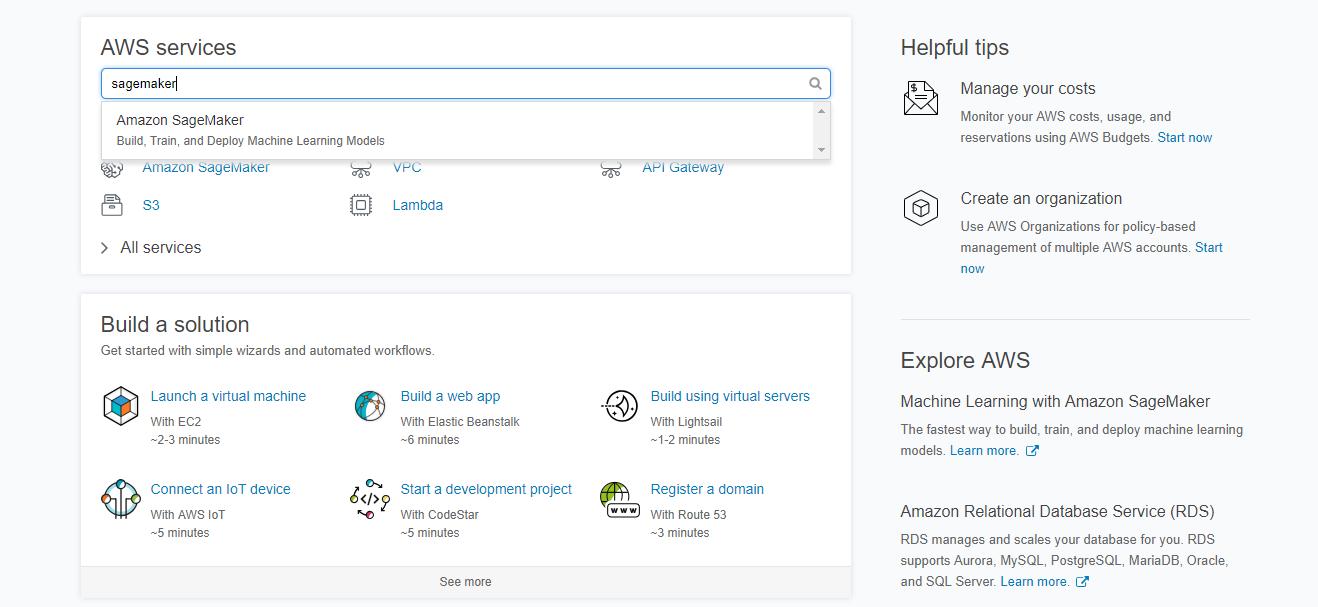 AWS services
sagemaker
Amazon SageMaker
Build, Train, and Deploy Machine Learning Models
Amazon SageMaker
VPC
API Gateway
S3
Lambda
All services
Build a solution
Get started with simple wizards and automated workflows.
Launch a virtual machine
With EC2
~2-3 minutes
Build a web app
With Elastic Beanstalk
~6 minutes
Build using virtual servers
With Lightsail
~1-2 minutes
Connect an IoT device
With AWS IoT
~5 minutes
Start a development project
With CodeStar
~5 minutes
WWW
Register a domain
With Route 53
~3 minutes
See more
Helpful tips
$
Manage your costs
Monitor your AWS costs, usage, and
reservations using AWS Budgets. Start now
Create an organization
Use AWS Organizations for policy-based
management of multiple AWS accounts. Start
now
Explore AWS
Machine Learning with Amazon SageMaker
The fastest way to build, train, and deploy machine learning
models. Learn more.
Amazon Relational Database Service (RDS)
RDS manages and scales your database for you. RDS
supports Aurora, MySQL, PostgreSQL, MariaDB, Oracle,
and SQL Server. Learn more.